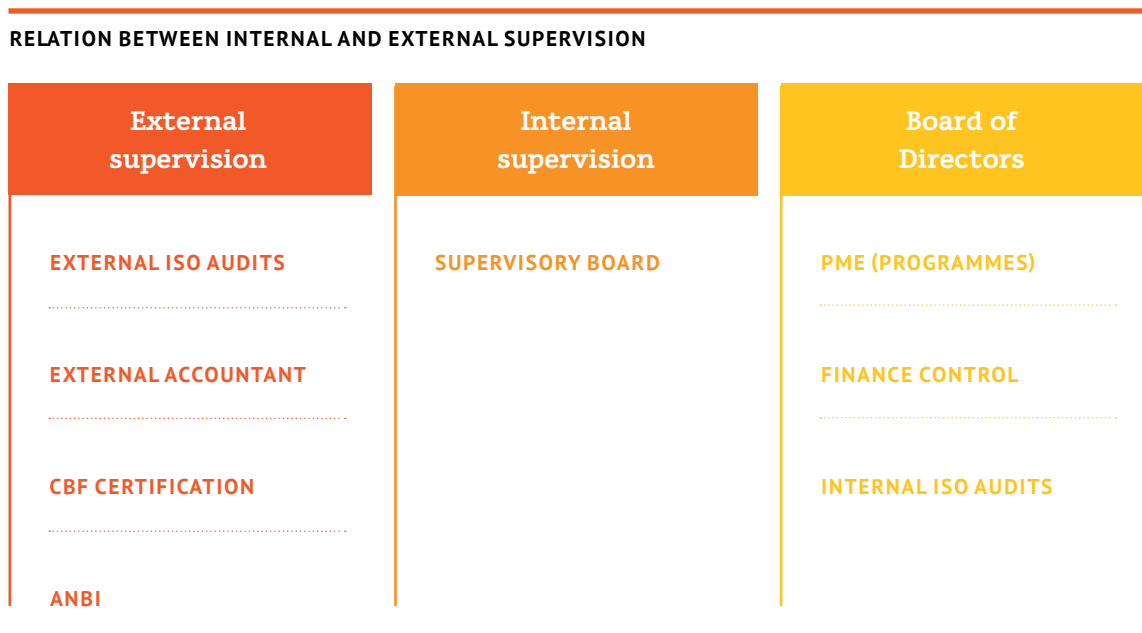 RELATION BETWEEN INTERNAL AND EXTERNAL SUPERVISION
External
supervision
EXTERNAL ISO AUDITS
EXTERNAL ACCOUNTANT
CBF CERTIFICATION
ANBI
Internal
supervision
SUPERVISORY BOARD
Board of
Directors
PME (PROGRAMMES)
FINANCE CONTROL
INTERNAL ISO AUDITS